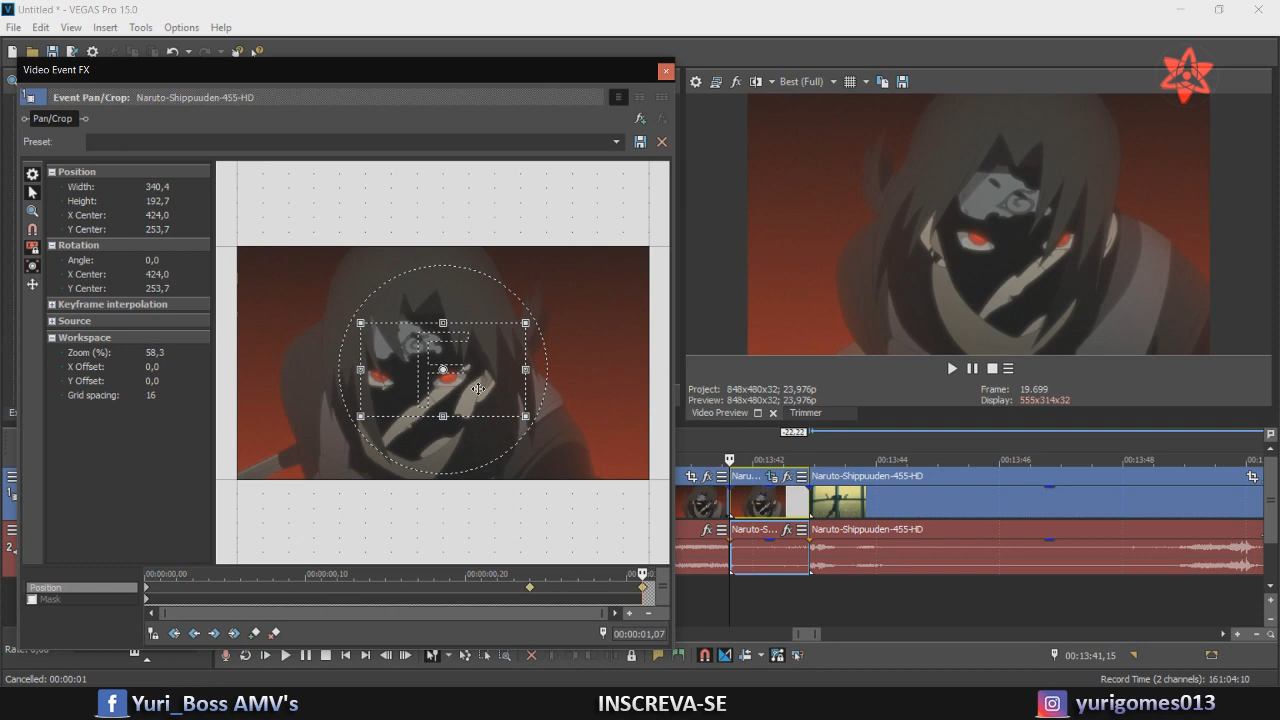 Untitled * - VEGAS Pro 15.0
File Edit View Insert Tools Options Help
Video Event FX
Event Pan/Crop: Naruto-Shippuuden-455-HD
Pan/Crop
Preset:
Position
Width: 340,4
Height: 192,7
X Center: 424,0
Y Center: 253,7
Rotation
Angle: 0,0
X Center: 424,0
Y Center: 253,7
Keyframe interpolation
Source
Workspace
Zoom (%): 58,3
X Offset: 0,0
Y Offset: 0,0
Grid spacing: 16
00:00:00,00 00:00:00,10 00:00:00,20
Position
Mask
00:00:01,07
Best (Full)
Project: 848x480x32; 23,976p
Preview: 848x480x32; 23,976p
Frame: 19.699
Display: 555x314x32
Video Preview Trimmer
-22,22
00:13:42 00:13:44 00:13:46 00:13:48
Naru... Naruto-Shippuuden-455-HD
Naruto-S... Naruto-Shippuuden-455-HD
00:13:41,15
Cancelled: 00:00:01
Record Time (2 channels): 161:04:10
Yuri_Boss AMV's INSCREVA-SE yurigomes013